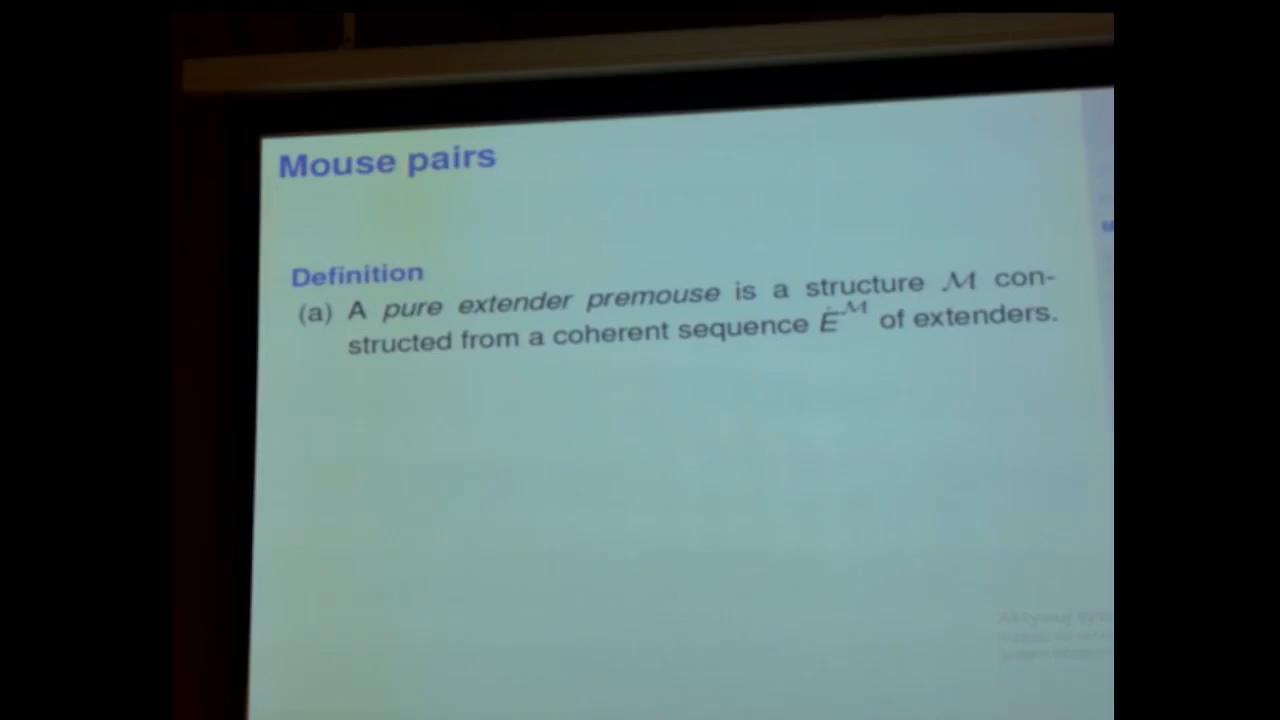 Mouse pairs
Definition
(a) A pure extender premouse is a structure M con-
structed from a coherent sequence Ė^M of extenders.